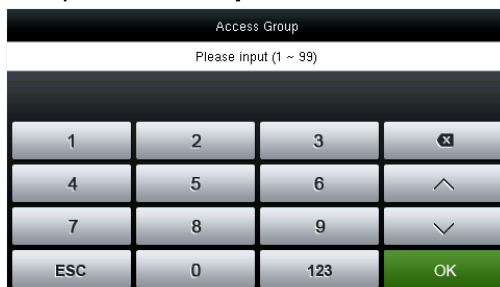 Access Group
Please input (1 ~ 99)
1 2 3
4 5 6
7 8 9
ESC 0 123 OK